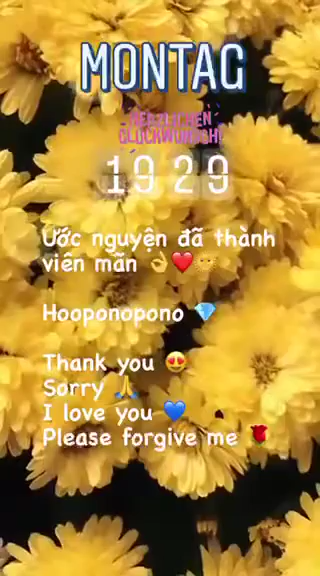 MONTAG
HERZLICHEN
GLÜCKWUNSCH!
19 29
Ước nguyện đã thành
viên mãn 👌❤️🌝
Hooponopono 💎
Thank you 😍
Sorry 🙏
I love you 💙
Please forgive me 🌹